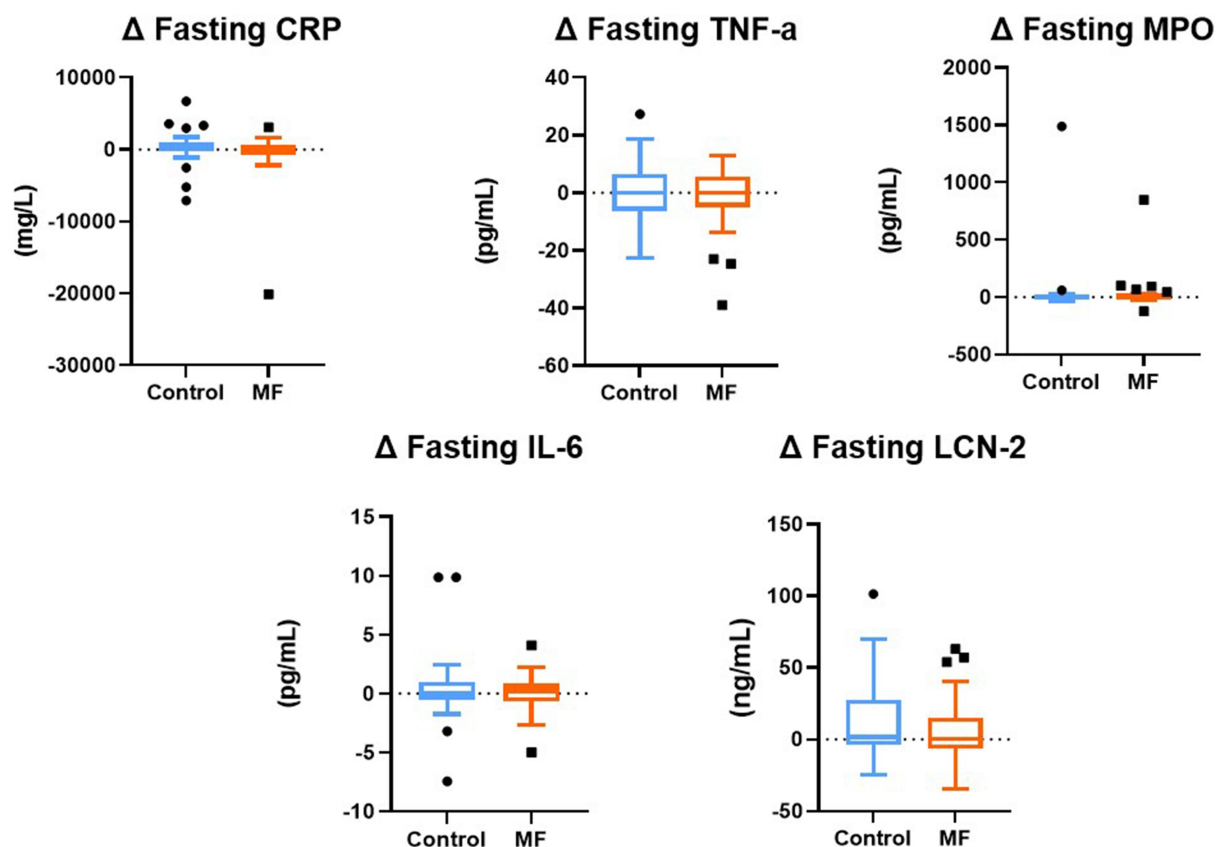 Δ Fasting CRP
10000
0
-10000
-20000
-30000
(mg/L)
Control MF
Δ Fasting TNF-a
40
20
0
-20
-40
-60
(pg/mL)
Control MF
Δ Fasting MPO
2000
1500
1000
500
0
-500
(pg/mL)
Control MF
Δ Fasting IL-6
15
10
5
0
-5
-10
(pg/mL)
Control MF
Δ Fasting LCN-2
150
100
50
0
-50
(ng/mL)
Control MF